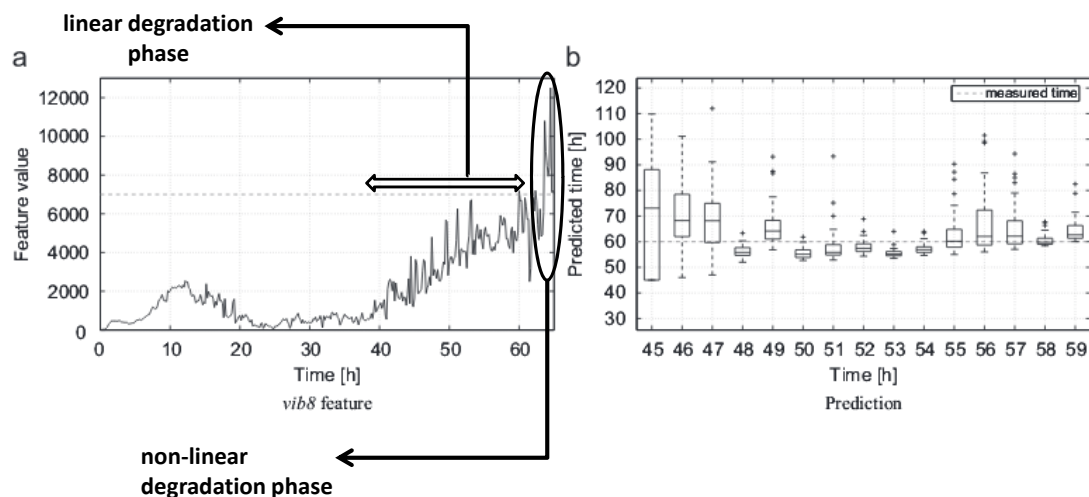 linear degradation
phase
a
Feature value
12000
10000
8000
6000
4000
2000
0
0 10 20 30 40 50 60
Time [h]
vib8 feature
b
Predicted time [h]
120
110
100
90
80
70
60
50
40
30
measured time
45 46 47 48 49 50 51 52 53 54 55 56 57 58 59
Time [h]
Prediction
non-linear
degradation phase